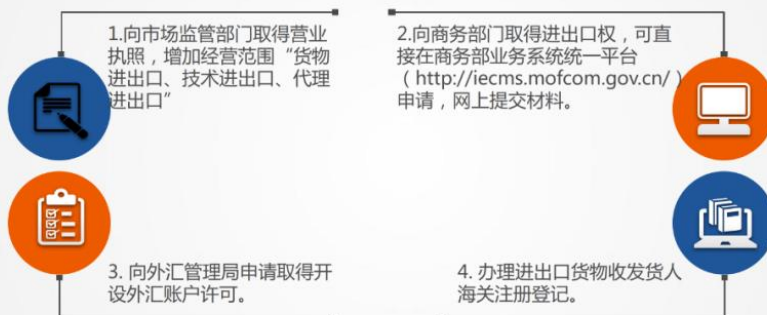 1.向市场监管部门取得营业
执照，增加经营范围“货物
进出口、技术进出口、代理
进出口”
2.向商务部门取得进出口权，可直
接在商务部业务系统统一平台
（http://iecms.mofcom.gov.cn/）
申请，网上提交材料。
3. 向外汇管理局申请取得开
设外汇账户许可。
4. 办理进出口货物收发货人
海关注册登记。